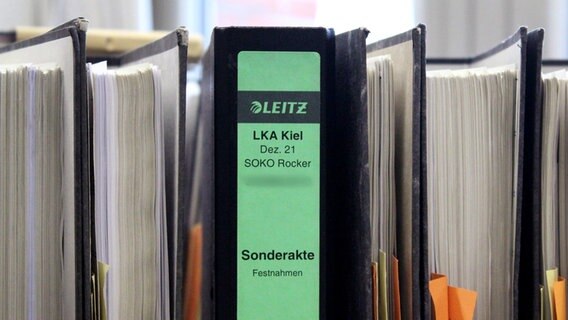 LEITZ
LKA Kiel
Dez. 21
SOKO Rocker
Sonderakte
Festnahmen